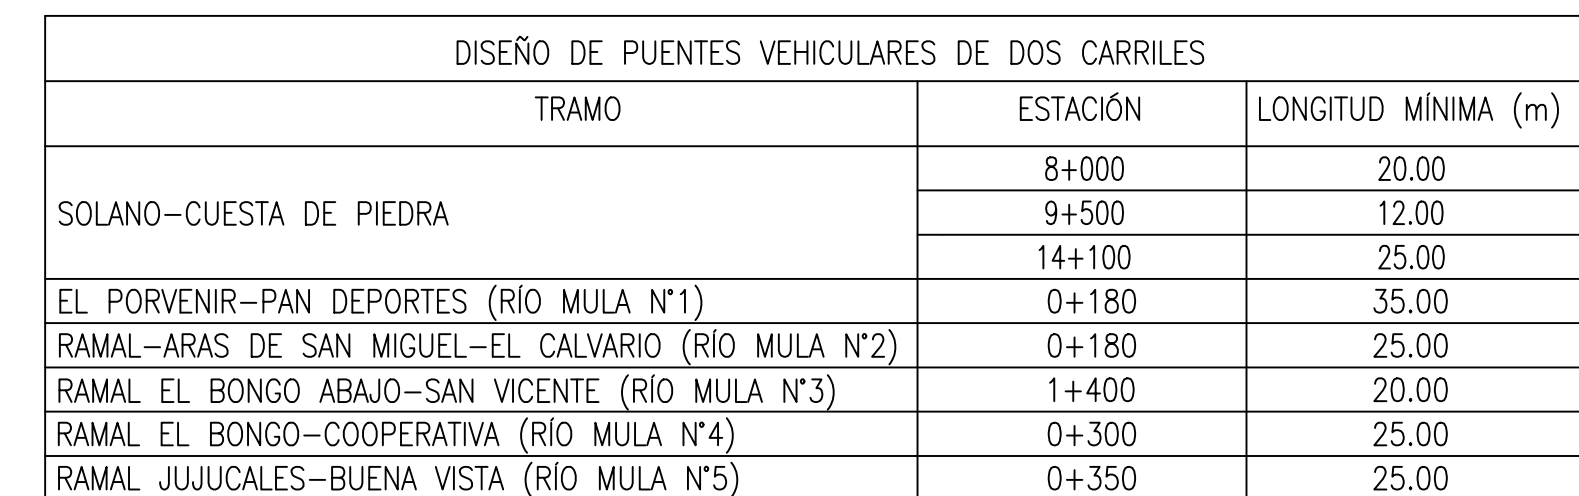 DISEÑO DE PUENTES VEHICULARES DE DOS CARRILES
TRAMO ESTACIÓN LONGITUD MÍNIMA (m)
SOLANO-CUESTA DE PIEDRA
8+000 20.00
9+500 12.00
14+100 25.00
EL PORVENIR-PAN DEPORTES (RÍO MULA N°1) 0+180 35.00
RAMAL-ARAS DE SAN MIGUEL-EL CALVARIO (RÍO MULA N°2) 0+180 25.00
RAMAL EL BONGO ABAJO-SAN VICENTE (RÍO MULA N°3) 1+400 20.00
RAMAL EL BONGO-COOPERATIVA (RÍO MULA N°4) 0+300 25.00
RAMAL JUJUCALES-BUENA VISTA (RÍO MULA N°5) 0+350 25.00